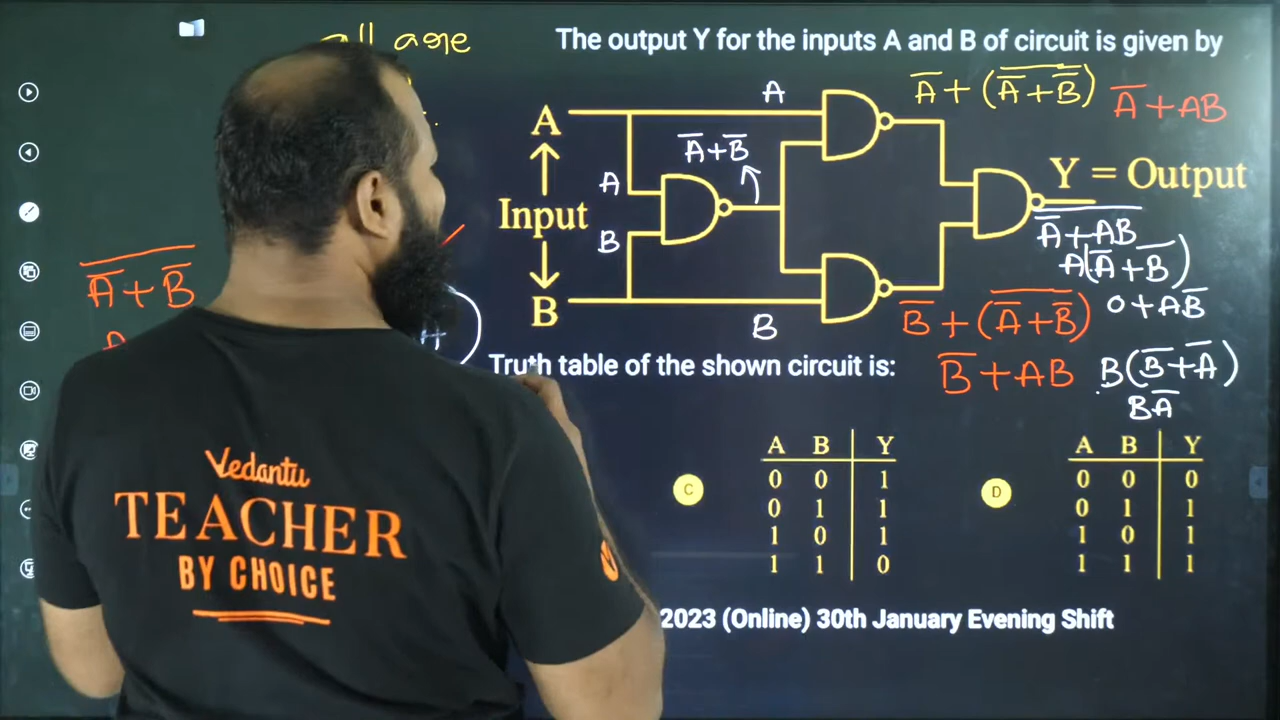 all are
The output Y for the inputs A and B of circuit is given by
A̅ + (A̅+B̅)̅
A̅ + AB
A
A
A̅+B̅
Y = Output
A
Input
B
B
B
A̅+AB
A(A̅+B̅)
0+AB̅
A̅+B̅
B̅ + (A̅+B̅)
B̅ + AB
B(B̅+A̅)
BA̅
Truth table of the shown circuit is:
C
A B Y
0 0 1
0 1 1
1 0 1
1 1 0
D
A B Y
0 0 0
0 1 1
1 0 1
1 1 1
2023 (Online) 30th January Evening Shift
Vedantu
TEACHER
BY CHOICE